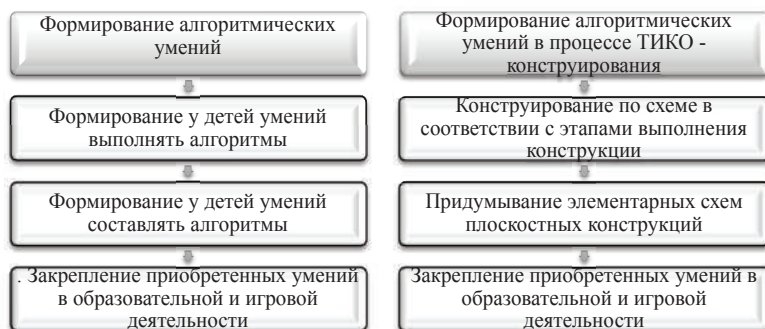 Формирование алгоритмических
умений
Формирование у детей умений
выполнять алгоритмы
Формирование у детей умений
составлять алгоритмы
. Закрепление приобретенных умений
в образовательной и игровой
деятельности
Формирование алгоритмических
умений в процессе ТИКО -
конструирования
Конструирование по схеме в
соответствии с этапами выполнения
конструкции
Придумывание элементарных схем
плоскостных конструкций
Закрепление приобретенных умений в
образовательной и игровой
деятельности